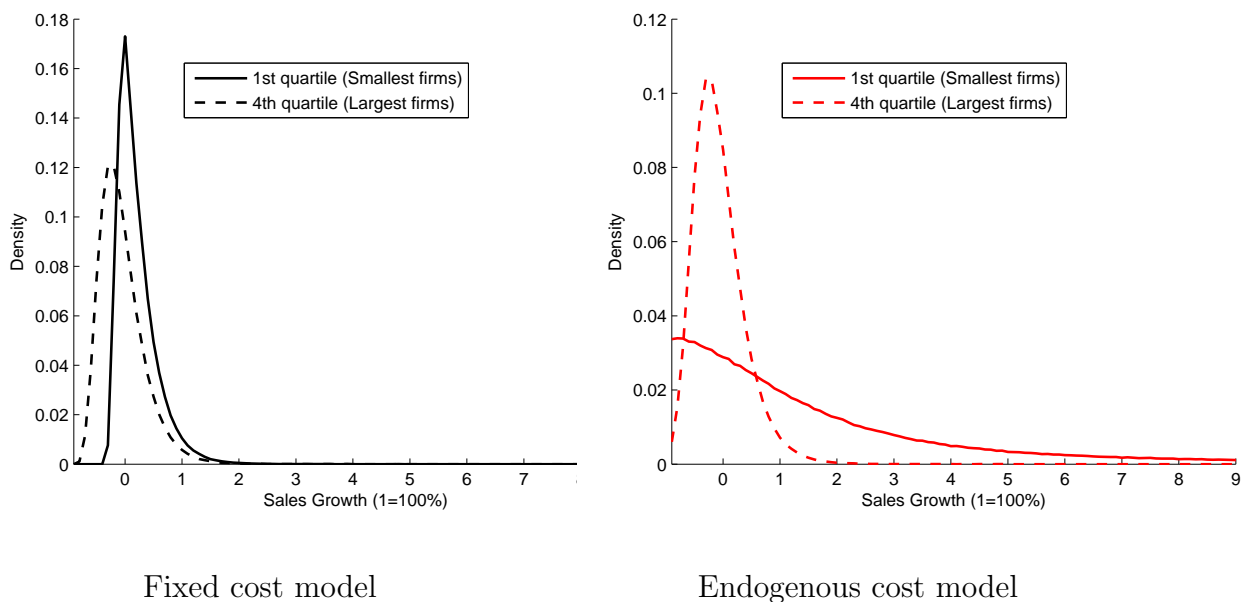 0.18
0.16
0.14
0.12
0.1
0.08
0.06
0.04
0.02
0
Density
1st quartile (Smallest firms)
4th quartile (Largest firms)
0 1 2 3 4 5 6 7
Sales Growth (1=100%)
Fixed cost model
0.12
0.1
0.08
0.06
0.04
0.02
0
Density
1st quartile (Smallest firms)
4th quartile (Largest firms)
0 1 2 3 4 5 6 7 8 9
Sales Growth (1=100%)
Endogenous cost model